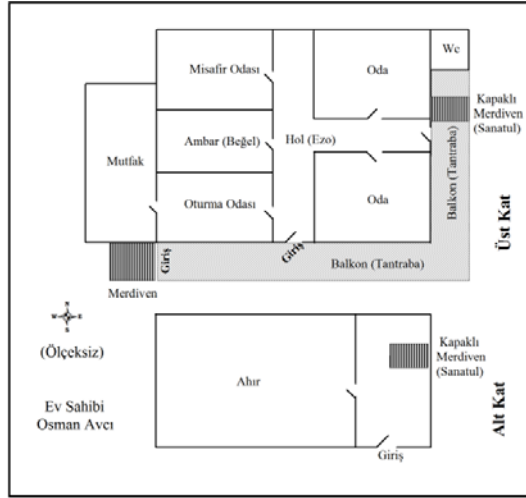 Wc
Misafir Odası
Oda
Kapaklı
Merdiven
(Sanatul)
Hol (Ezo)
Ambar (Beğel)
Mutfak
Balkon (Tantraba)
Üst Kat
Oturma Odası
Oda
Giriş
Giriş
Balkon (Tantraba)
Merdiven
N
W
E
S
(Ölçeksiz)
Ev Sahibi
Osman Avcı
Kapaklı
Merdiven
(Sanatul)
Ahır
Alt Kat
Giriş